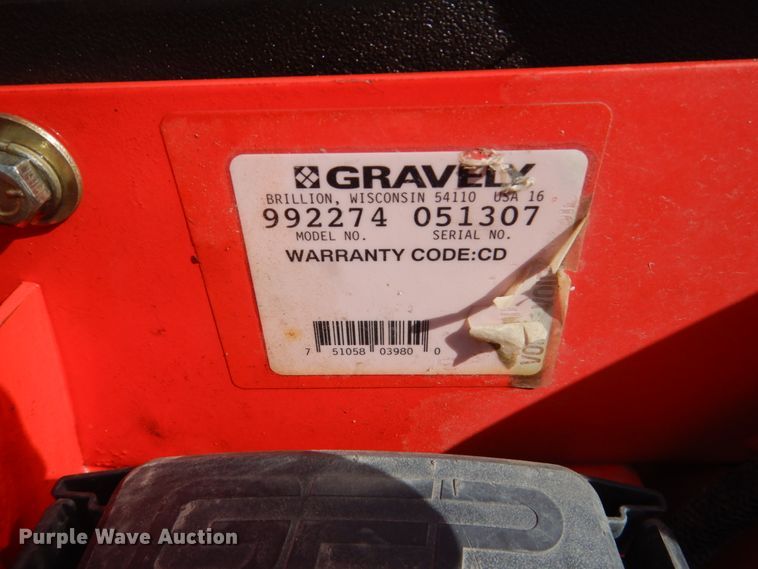 GRAVELY
BRILLION, WISCONSIN 54110 USA 16
992274 051307
MODEL NO. SERIAL NO.
WARRANTY CODE:CD
7 51058 03980 0
Purple Wave Auction